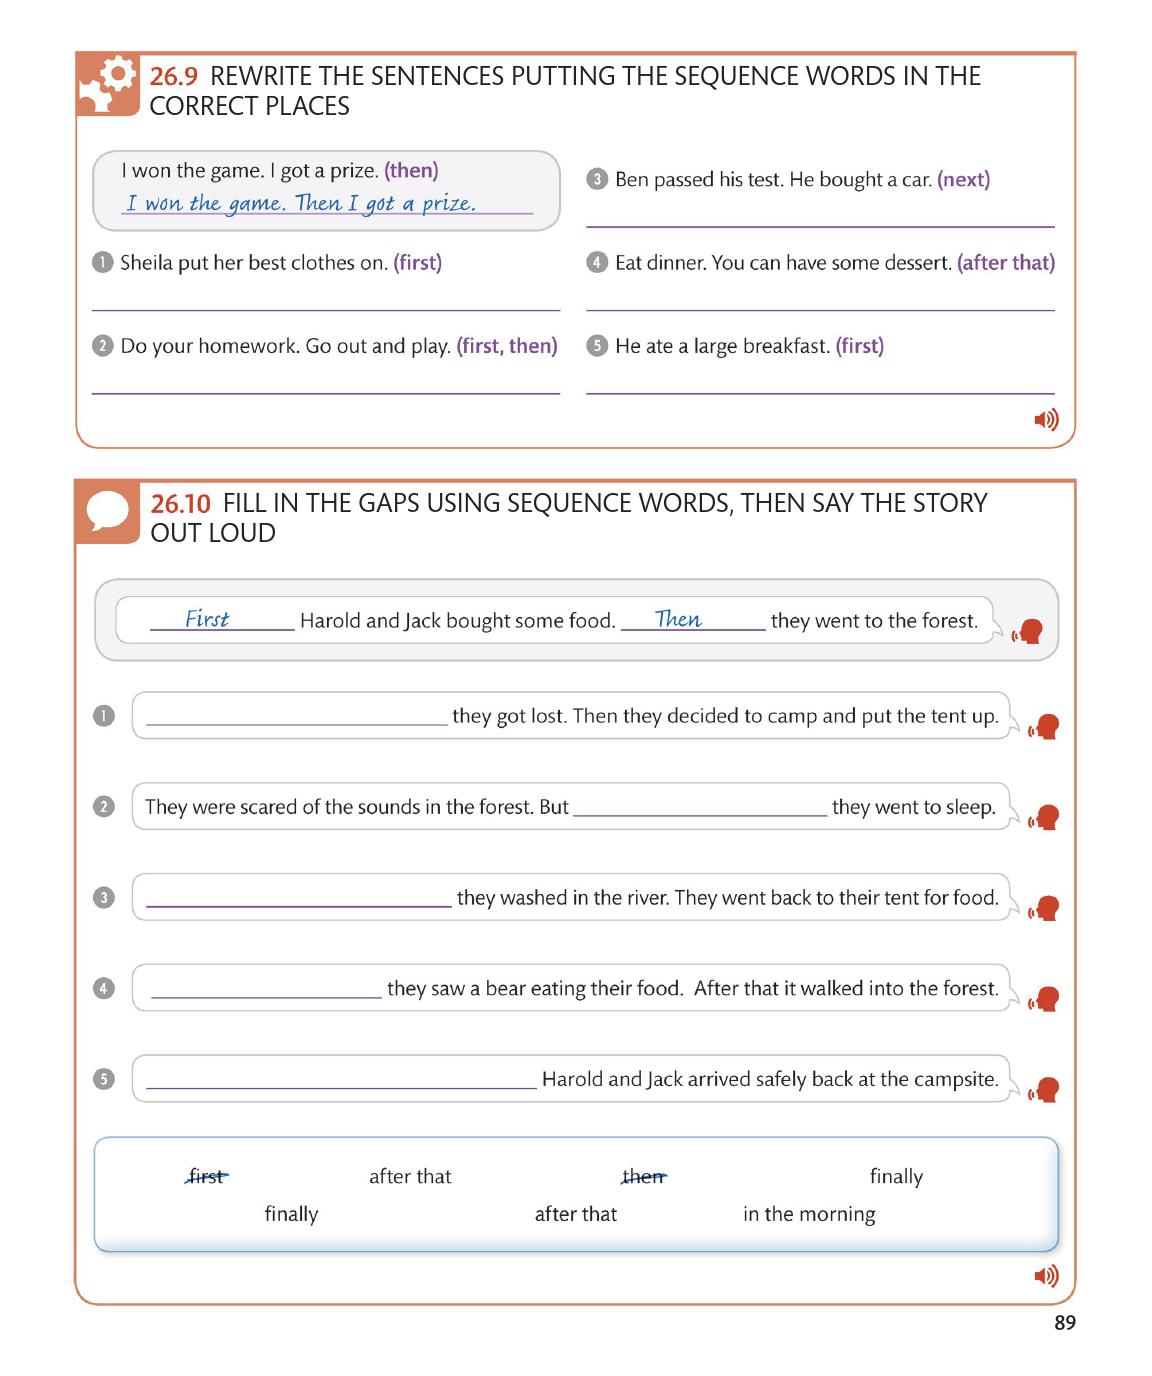 26.9 REWRITE THE SENTENCES PUTTING THE SEQUENCE WORDS IN THE
CORRECT PLACES
I won the game. I got a prize. (then)
I won the game. Then I got a prize.
1 Sheila put her best clothes on. (first)
2 Do your homework. Go out and play. (first, then)
3 Ben passed his test. He bought a car. (next)
4 Eat dinner. You can have some dessert. (after that)
5 He ate a large breakfast. (first)
26.10 FILL IN THE GAPS USING SEQUENCE WORDS, THEN SAY THE STORY
OUT LOUD
First Harold and Jack bought some food. Then they went to the forest.
1 they got lost. Then they decided to camp and put the tent up.
2 They were scared of the sounds in the forest. But they went to sleep.
3 they washed in the river. They went back to their tent for food.
4 they saw a bear eating their food. After that it walked into the forest.
5 Harold and Jack arrived safely back at the campsite.
first after that then finally
finally after that in the morning
89